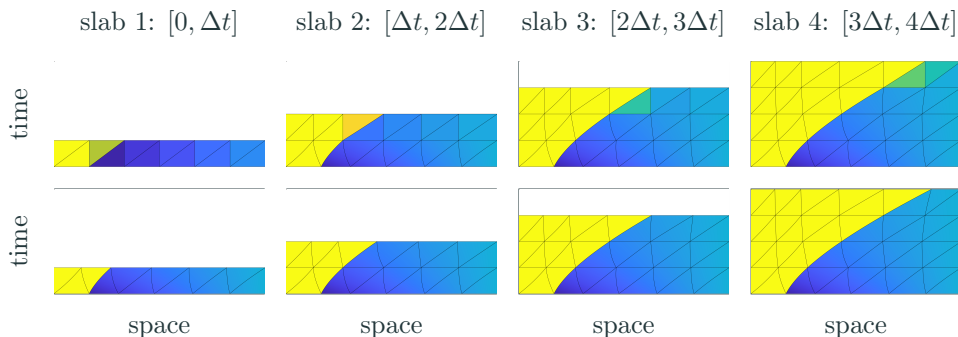 slab 1: [0, Δt] slab 2: [Δt, 2Δt] slab 3: [2Δt, 3Δt] slab 4: [3Δt, 4Δt]
time
time
space space space space